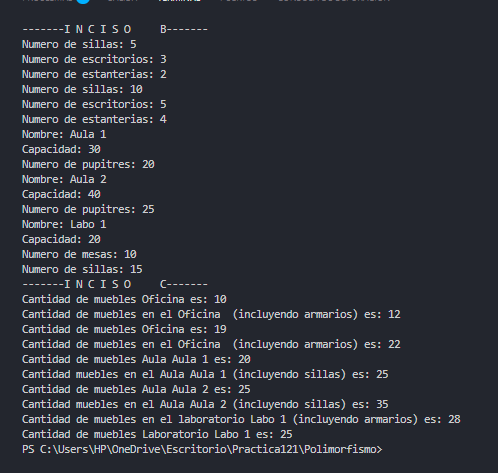 -------I N C I S O    B-------
Numero de sillas: 5
Numero de escritorios: 3
Numero de estanterias: 2
Numero de sillas: 10
Numero de escritorios: 5
Numero de estanterias: 4
Nombre: Aula 1
Capacidad: 30
Numero de pupitres: 20
Nombre: Aula 2
Capacidad: 40
Numero de pupitres: 25
Nombre: Labo 1
Capacidad: 20
Numero de mesas: 10
Numero de sillas: 15
-------I N C I S O    C-------
Cantidad de muebles Oficina es: 10
Cantidad de muebles en el Oficina  (incluyendo armarios) es: 12
Cantidad de muebles Oficina es: 19
Cantidad de muebles en el Oficina  (incluyendo armarios) es: 22
Cantidad de muebles Aula Aula 1 es: 20
Cantidad muebles en el Aula Aula 1 (incluyendo sillas) es: 25
Cantidad de muebles Aula Aula 2 es: 25
Cantidad muebles en el Aula Aula 2 (incluyendo sillas) es: 35
Cantidad de muebles en el laboratorio Labo 1 (incluyendo armarios) es: 28
Cantidad de muebles Laboratorio Labo 1 es: 25
PS C:\Users\HP\OneDrive\Escritorio\Practica121\Polimorfismo>